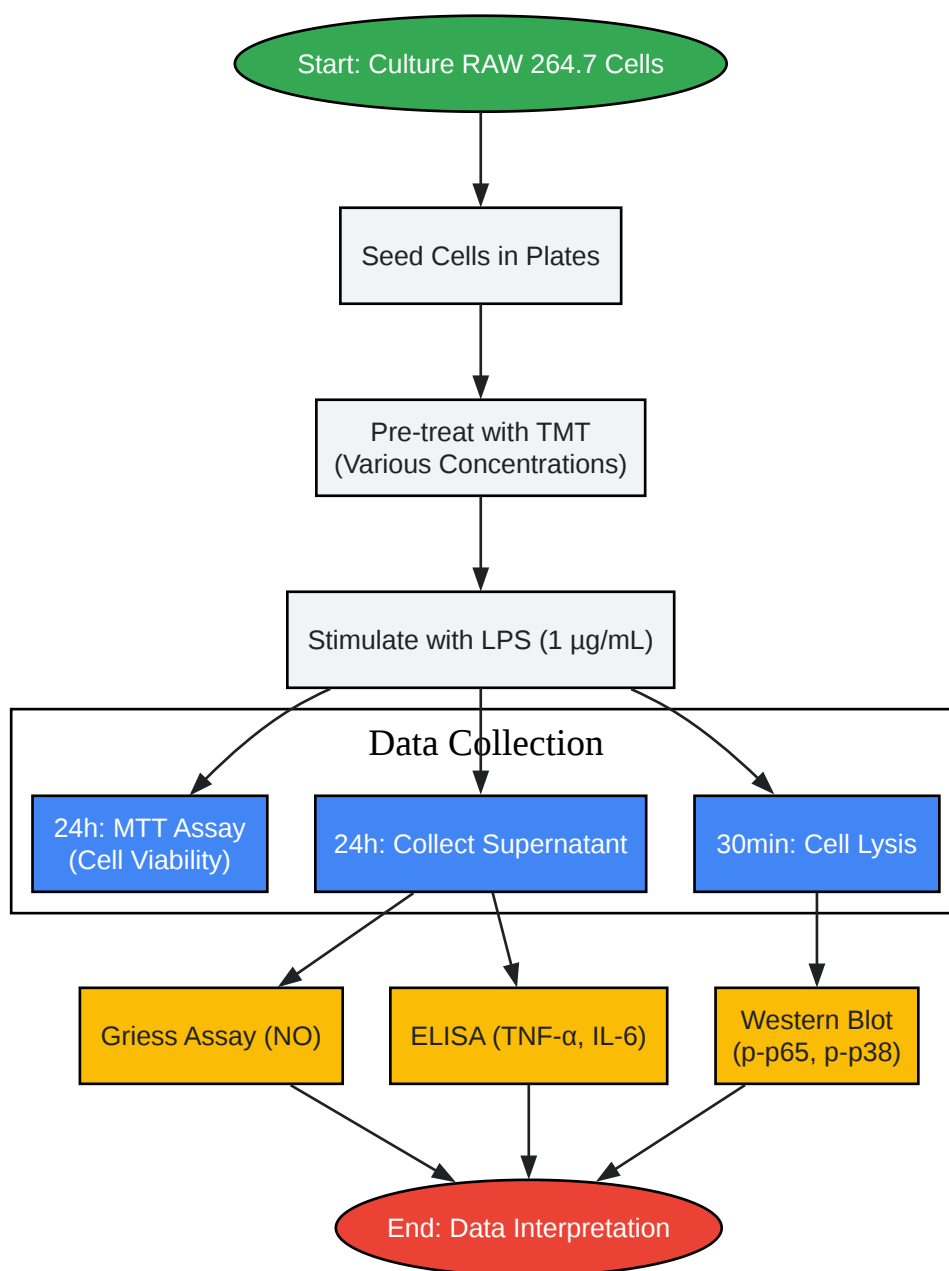 Start: Culture RAW 264.7 Cells
Seed Cells in Plates
Pre-treat with TMT
(Various Concentrations)
Stimulate with LPS (1 µg/mL)
Data Collection
24h: MTT Assay
(Cell Viability)
24h: Collect Supernatant
30min: Cell Lysis
Griess Assay (NO)
ELISA (TNF-α, IL-6)
Western Blot
(p-p65, p-p38)
End: Data Interpretation